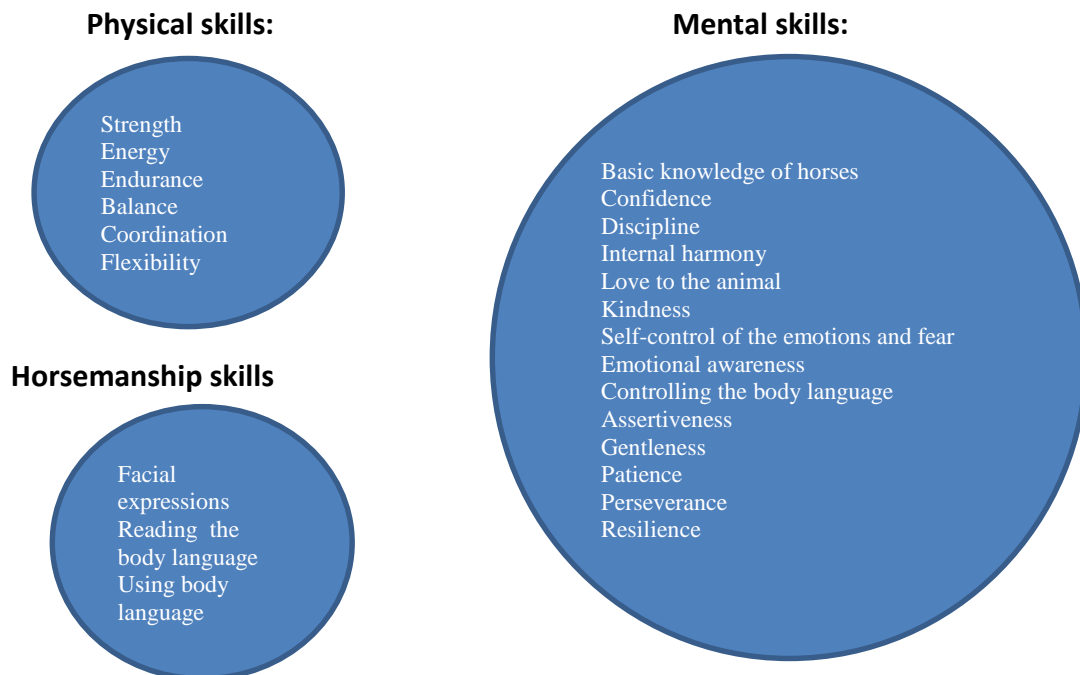 Physical skills:
Strength
Energy
Endurance
Balance
Coordination
Flexibility
Horsemanship skills
Facial
expressions
Reading  the
body language
Using body
language
Mental skills:
Basic knowledge of horses
Confidence
Discipline
Internal harmony
Love to the animal
Kindness
Self-control of the emotions and fear
Emotional awareness
Controlling the body language
Assertiveness
Gentleness
Patience
Perseverance
Resilience